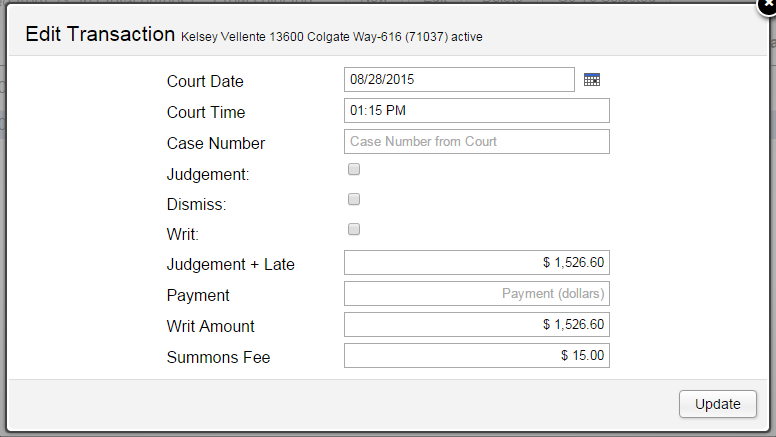 Edit Transaction Kelsey Vellente 13600 Colgate Way-616 (71037) active
Court Date 08/28/2015
Court Time 01:15 PM
Case Number Case Number from Court
Judgement:
Dismiss:
Writ:
Judgement + Late $ 1,526.60
Payment Payment (dollars)
Writ Amount $ 1,526.60
Summons Fee $ 15.00
Update